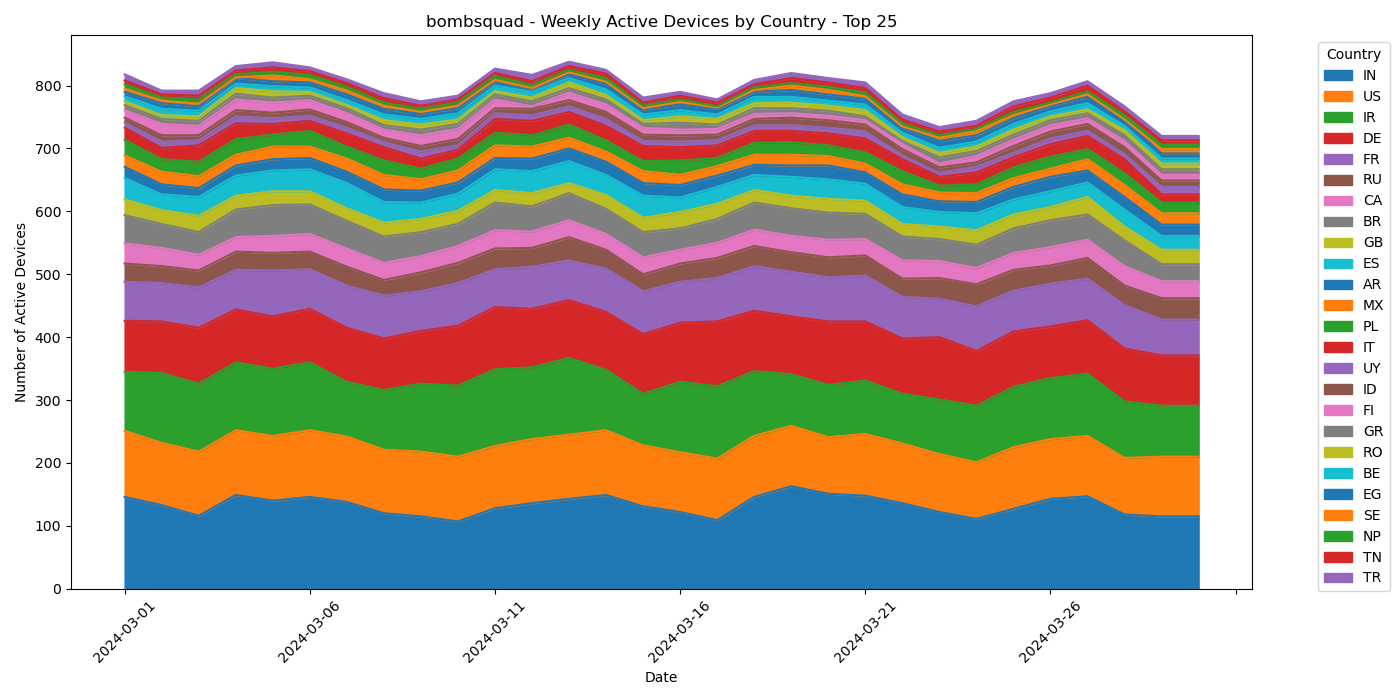 bombsquad - Weekly Active Devices by Country - Top 25
Number of Active Devices
800
700
600
500
400
300
200
100
0
2024-03-01
2024-03-06
2024-03-11
2024-03-16
2024-03-21
2024-03-26
Date
Country
IN
US
IR
DE
FR
RU
CA
BR
GB
ES
AR
MX
PL
IT
UY
ID
FI
GR
RO
BE
EG
SE
NP
TN
TR